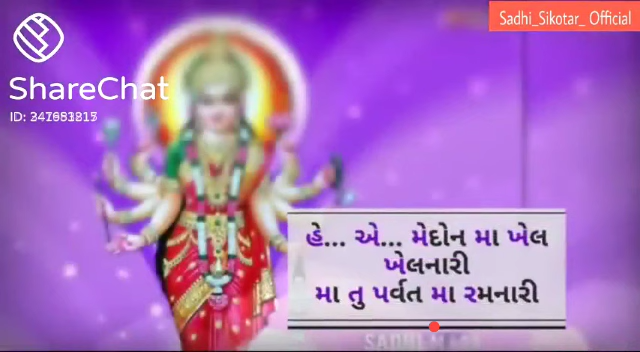 Sadhi_Sikotar_ Official
ShareChat
હે... એ... મેદોન મા ખેલ
ખેલનારી
મા તુ પર્વત મા રમનારી